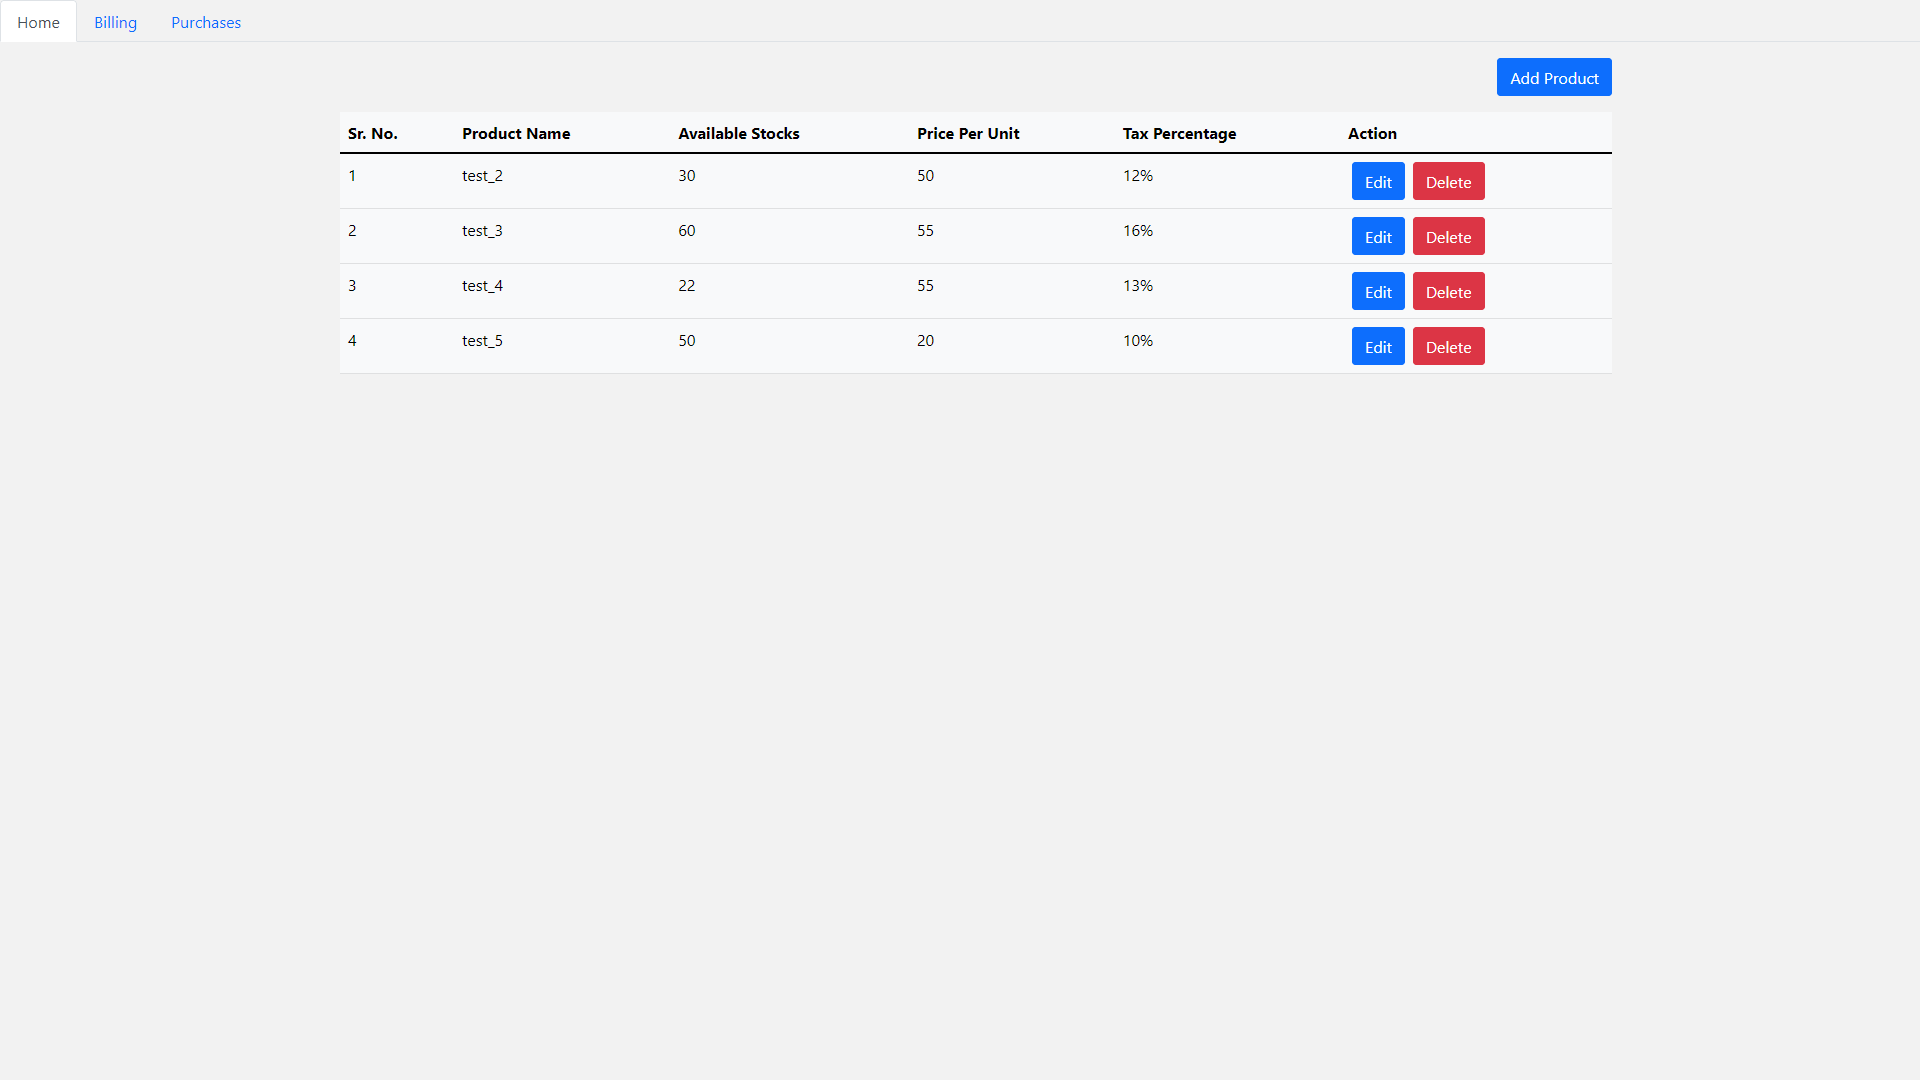 Home Billing Purchases
Add Product
Sr. No. Product Name Available Stocks Price Per Unit Tax Percentage Action
1 test_2 30 50 12% Edit Delete
2 test_3 60 55 16% Edit Delete
3 test_4 22 55 13% Edit Delete
4 test_5 50 20 10% Edit Delete